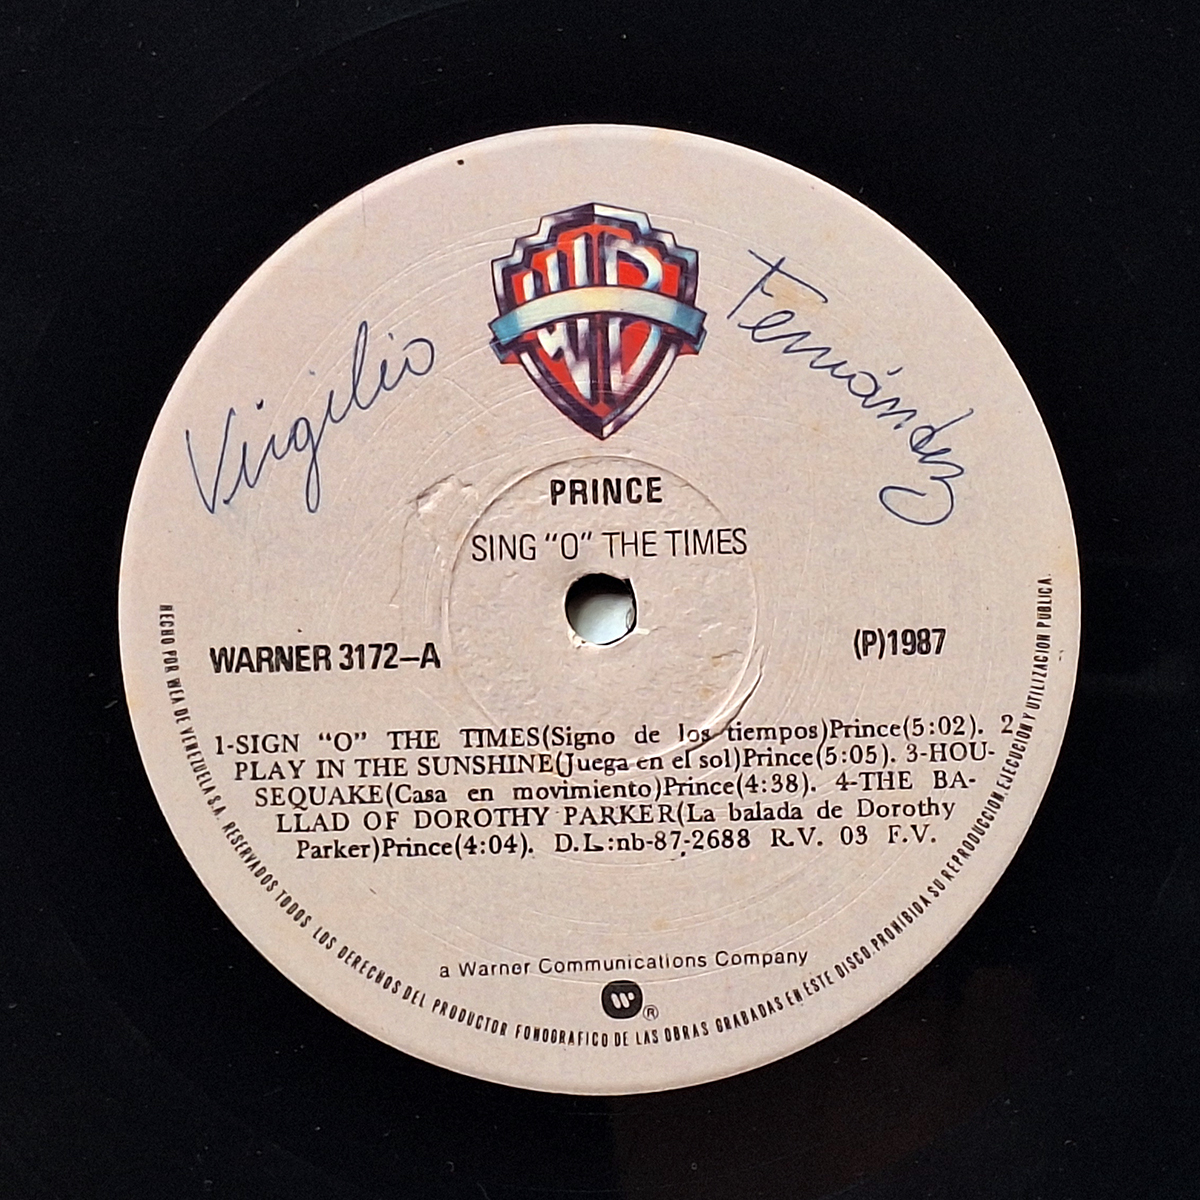 WB
Virgilio
Fernández
PRINCE
SING "O" THE TIMES
WARNER 3172–A
(P)1987
1-SIGN "O" THE TIMES(Signo de los tiempos)Prince(5:02). 2
PLAY IN THE SUNSHINE(Juega en el sol)Prince(5:05). 3-HOU-
SEQUAKE(Casa en movimiento)Prince(4:38). 4-THE BA-
LLAD OF DOROTHY PARKER(La balada de Dorothy
Parker)Prince(4:04). D.L.:nb-87-2688 R.V. 03 F.V.
a Warner Communications Company
W ®
HECHO POR WEA DE VENEZUELA S.A. RESERVADOS TODOS LOS DERECHOS DEL PRODUCTOR FONOGRAFICO DE LAS OBRAS GRABADAS EN ESTE DISCO. PROHIBIDA SU REPRODUCCION, EJECUCION Y UTILIZACION PUBLICA.